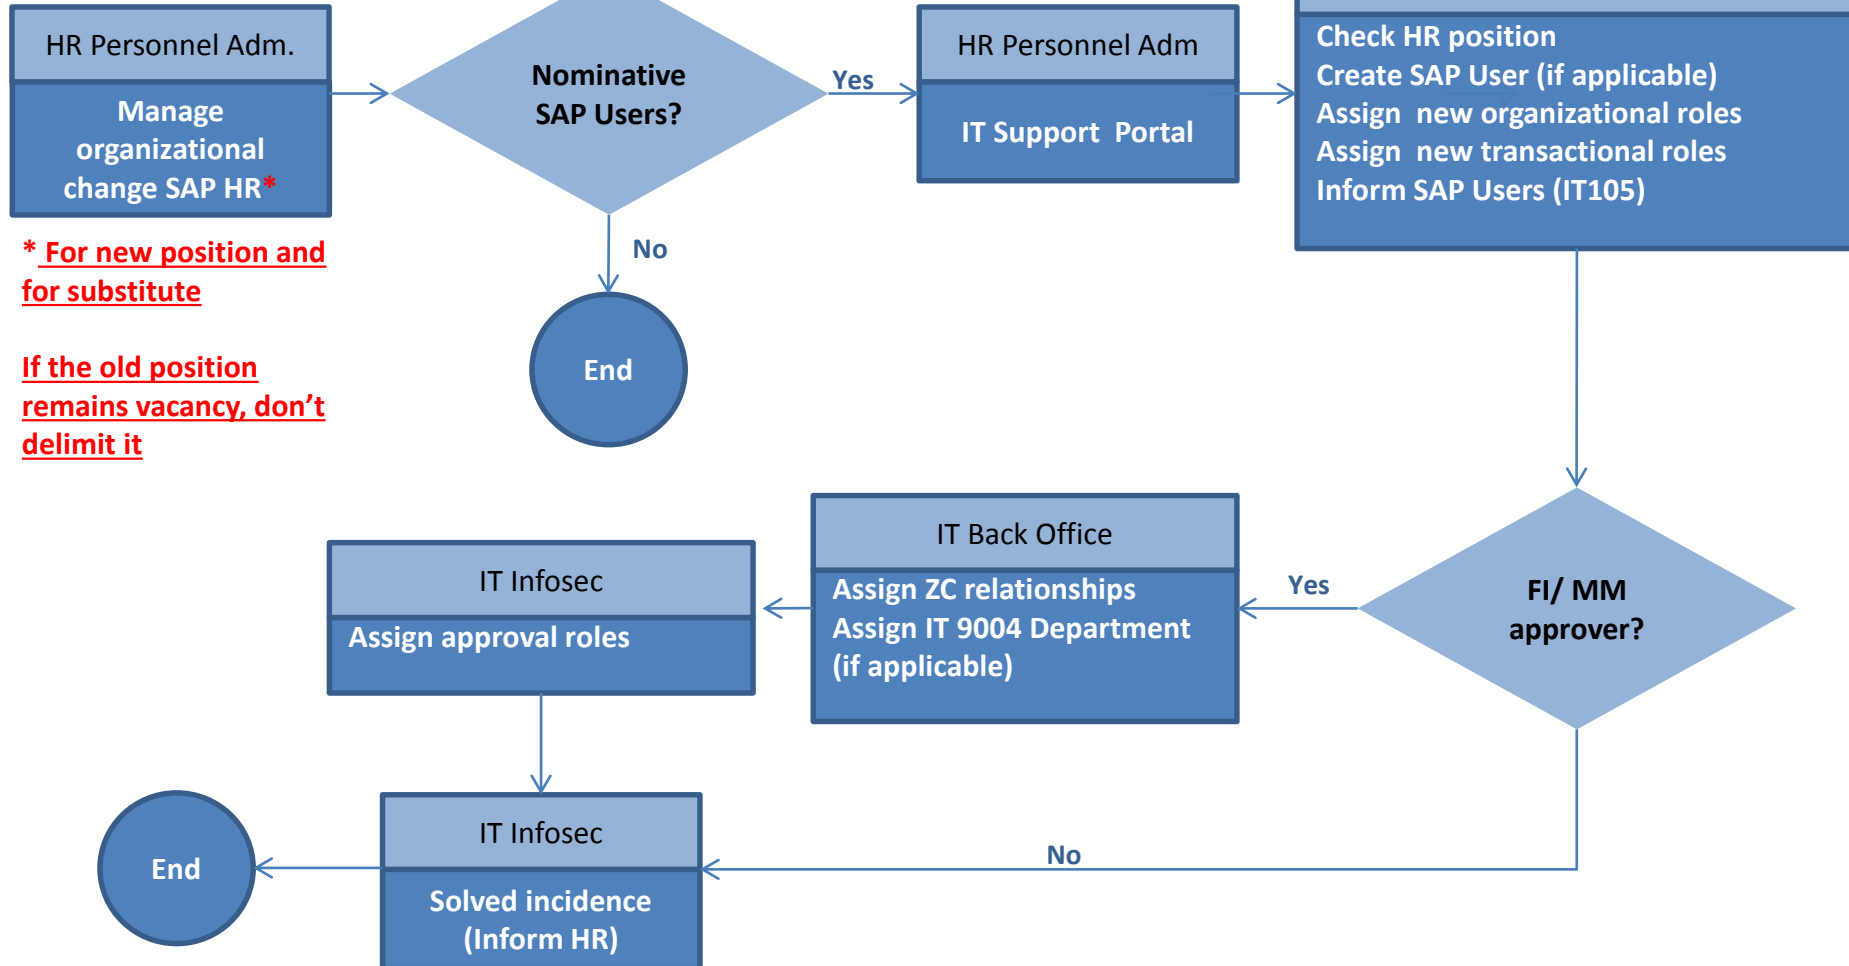 HR Personnel Adm.
Manage
organizational
change SAP HR*
* For new position and
for substitute
If the old position
remains vacancy, don’t
delimit it
Nominative
SAP Users?
Yes
No
End
HR Personnel Adm
IT Support Portal
Check HR position
Create SAP User (if applicable)
Assign new organizational roles
Assign new transactional roles
Inform SAP Users (IT105)
FI/ MM
approver?
Yes
No
IT Back Office
Assign ZC relationships
Assign IT 9004 Department
(if applicable)
IT Infosec
Assign approval roles
IT Infosec
Solved incidence
(Inform HR)
End